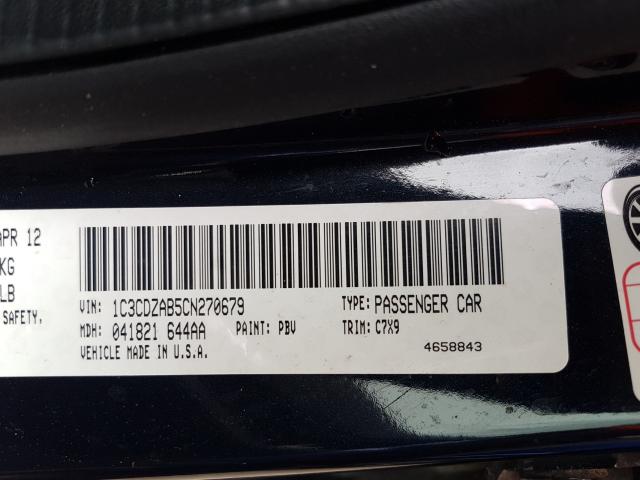 APR 12
KG
LB
SAFETY,
VIN: 1C3CDZAB5CN270679 TYPE: PASSENGER CAR
MDH: 041821 644AA PAINT: PBV TRIM: C7X9
VEHICLE MADE IN U.S.A.
4658843